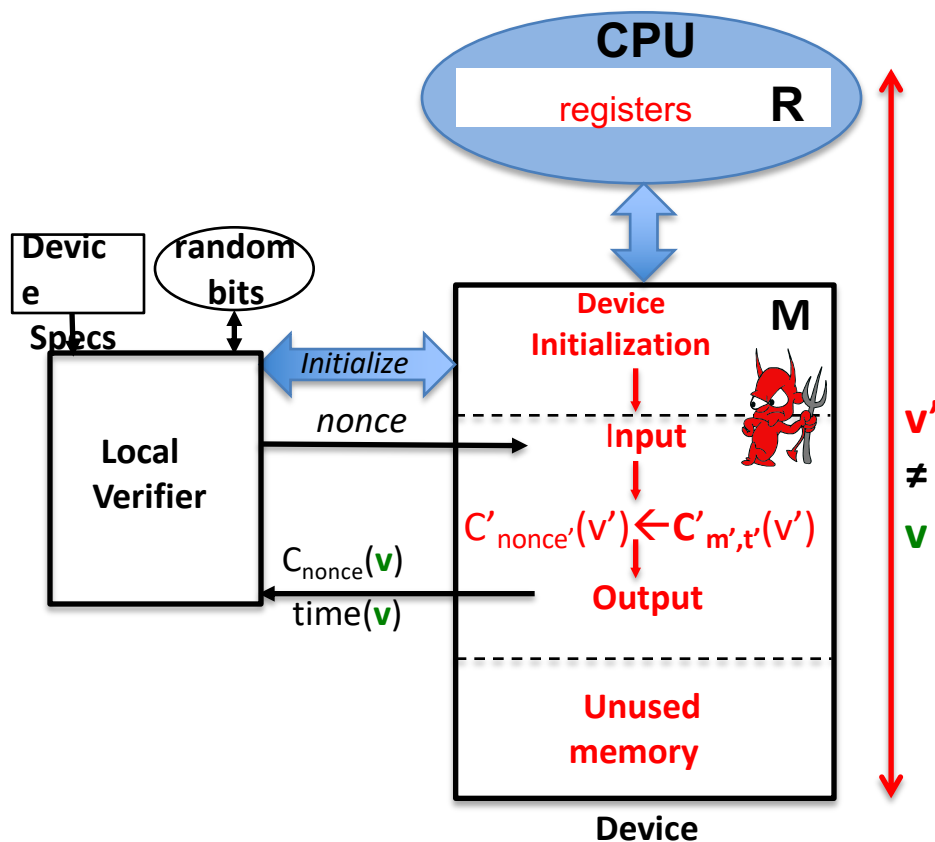 CPU
registers R
Devic
e
Specs
random
bits
Device
Initialization
M
Initialize
nonce
Input
Local
Verifier
C'nonce'(v') ← C'm',t'(v')
Cnonce(v)
time(v)
Output
v'
≠
v
Unused
memory
Device